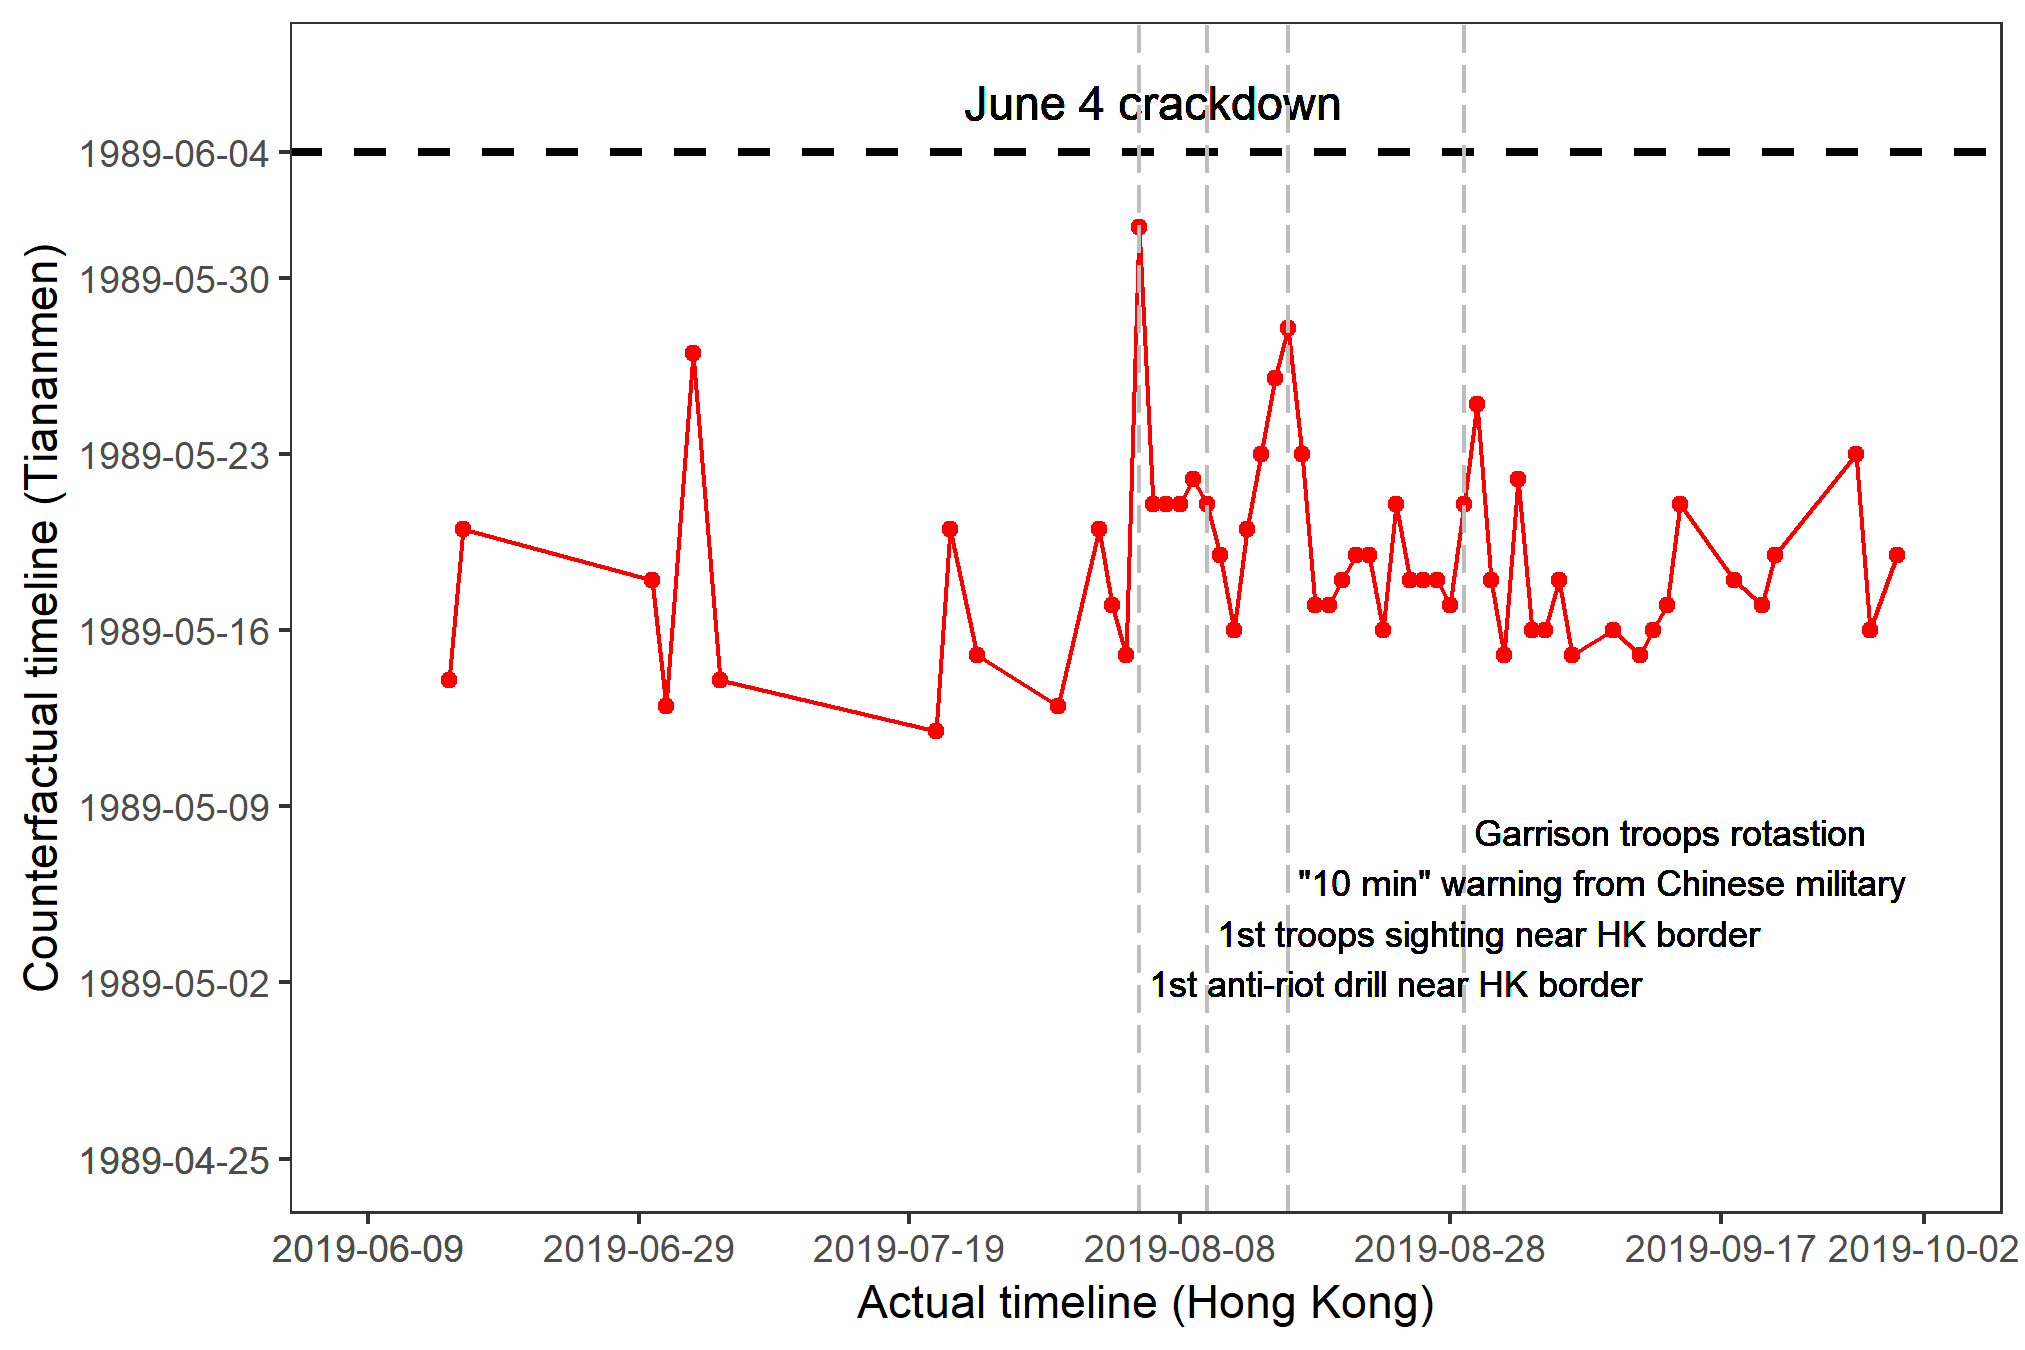 June 4 crackdown
1989-06-04
1989-05-30
1989-05-23
1989-05-16
1989-05-09
1989-05-02
1989-04-25
Counterfactual timeline (Tiananmen)
Garrison troops rotastion
"10 min" warning from Chinese military
1st troops sighting near HK border
1st anti-riot drill near HK border
2019-06-09 2019-06-29 2019-07-19 2019-08-08 2019-08-28 2019-09-17 2019-10-02
Actual timeline (Hong Kong)